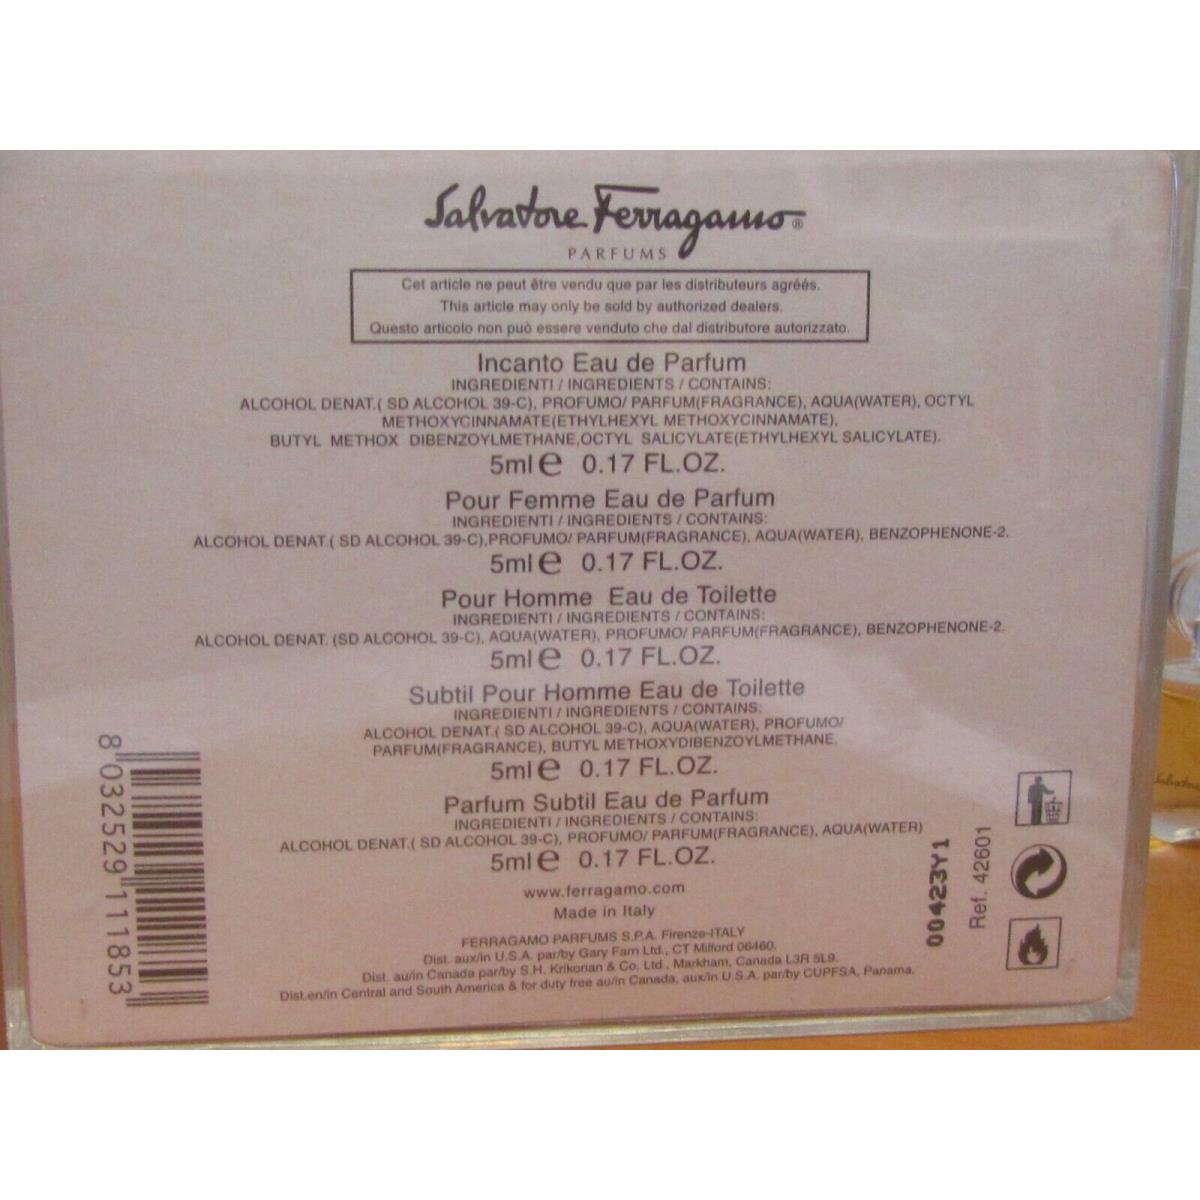 Salvatore Ferragamo®
PARFUMS
Cet article ne peut être vendu que par les distributeurs agréés.
This article may only be sold by authorized dealers.
Questo articolo non può essere venduto che dal distributore autorizzato.
Incanto Eau de Parfum
INGREDIENTI / INGREDIENTS / CONTAINS:
ALCOHOL DENAT.( SD ALCOHOL 39-C), PROFUMO/ PARFUM(FRAGRANCE), AQUA(WATER), OCTYL
METHOXYCINNAMATE(ETHYLHEXYL METHOXYCINNAMATE),
BUTYL METHOX DIBENZOYLMETHANE,OCTYL SALICYLATE(ETHYLHEXYL SALICYLATE).
5ml e 0.17 FL.OZ.
Pour Femme Eau de Parfum
INGREDIENTI / INGREDIENTS / CONTAINS:
ALCOHOL DENAT.( SD ALCOHOL 39-C),PROFUMO/ PARFUM(FRAGRANCE), AQUA(WATER), BENZOPHENONE-2.
5ml e 0.17 FL.OZ.
Pour Homme Eau de Toilette
INGREDIENTI / INGREDIENTS / CONTAINS:
ALCOHOL DENAT. (SD ALCOHOL 39-C), AQUA(WATER), PROFUMO/ PARFUM(FRAGRANCE), BENZOPHENONE-2.
5ml e 0.17 FL.OZ.
Subtil Pour Homme Eau de Toilette
INGREDIENTI / INGREDIENTS / CONTAINS:
ALCOHOL DENAT.( SD ALCOHOL 39-C), AQUA(WATER), PROFUMO/
PARFUM(FRAGRANCE), BUTYL METHOXYDIBENZOYLMETHANE.
5ml e 0.17 FL.OZ.
Parfum Subtil Eau de Parfum
INGREDIENTI / INGREDIENTS / CONTAINS:
ALCOHOL DENAT.( SD ALCOHOL 39-C), PROFUMO/ PARFUM(FRAGRANCE), AQUA(WATER)
5ml e 0.17 FL.OZ.
www.ferragamo.com
Made in Italy
FERRAGAMO PARFUMS S.P.A. Firenze-ITALY
Dist. aux/in U.S.A. par/by Gary Farn Ltd., CT Milford 06460.
Dist. au/in Canada par/by S.H. Krikorian & Co. Ltd., Markham, Canada L3R 5L9.
Dist.en/in Central and South America & for duty free au/in Canada, aux/in U.S.A. par/by CUPFSA, Panama.
8 032529 111853
00423Y1
Ref. 42601